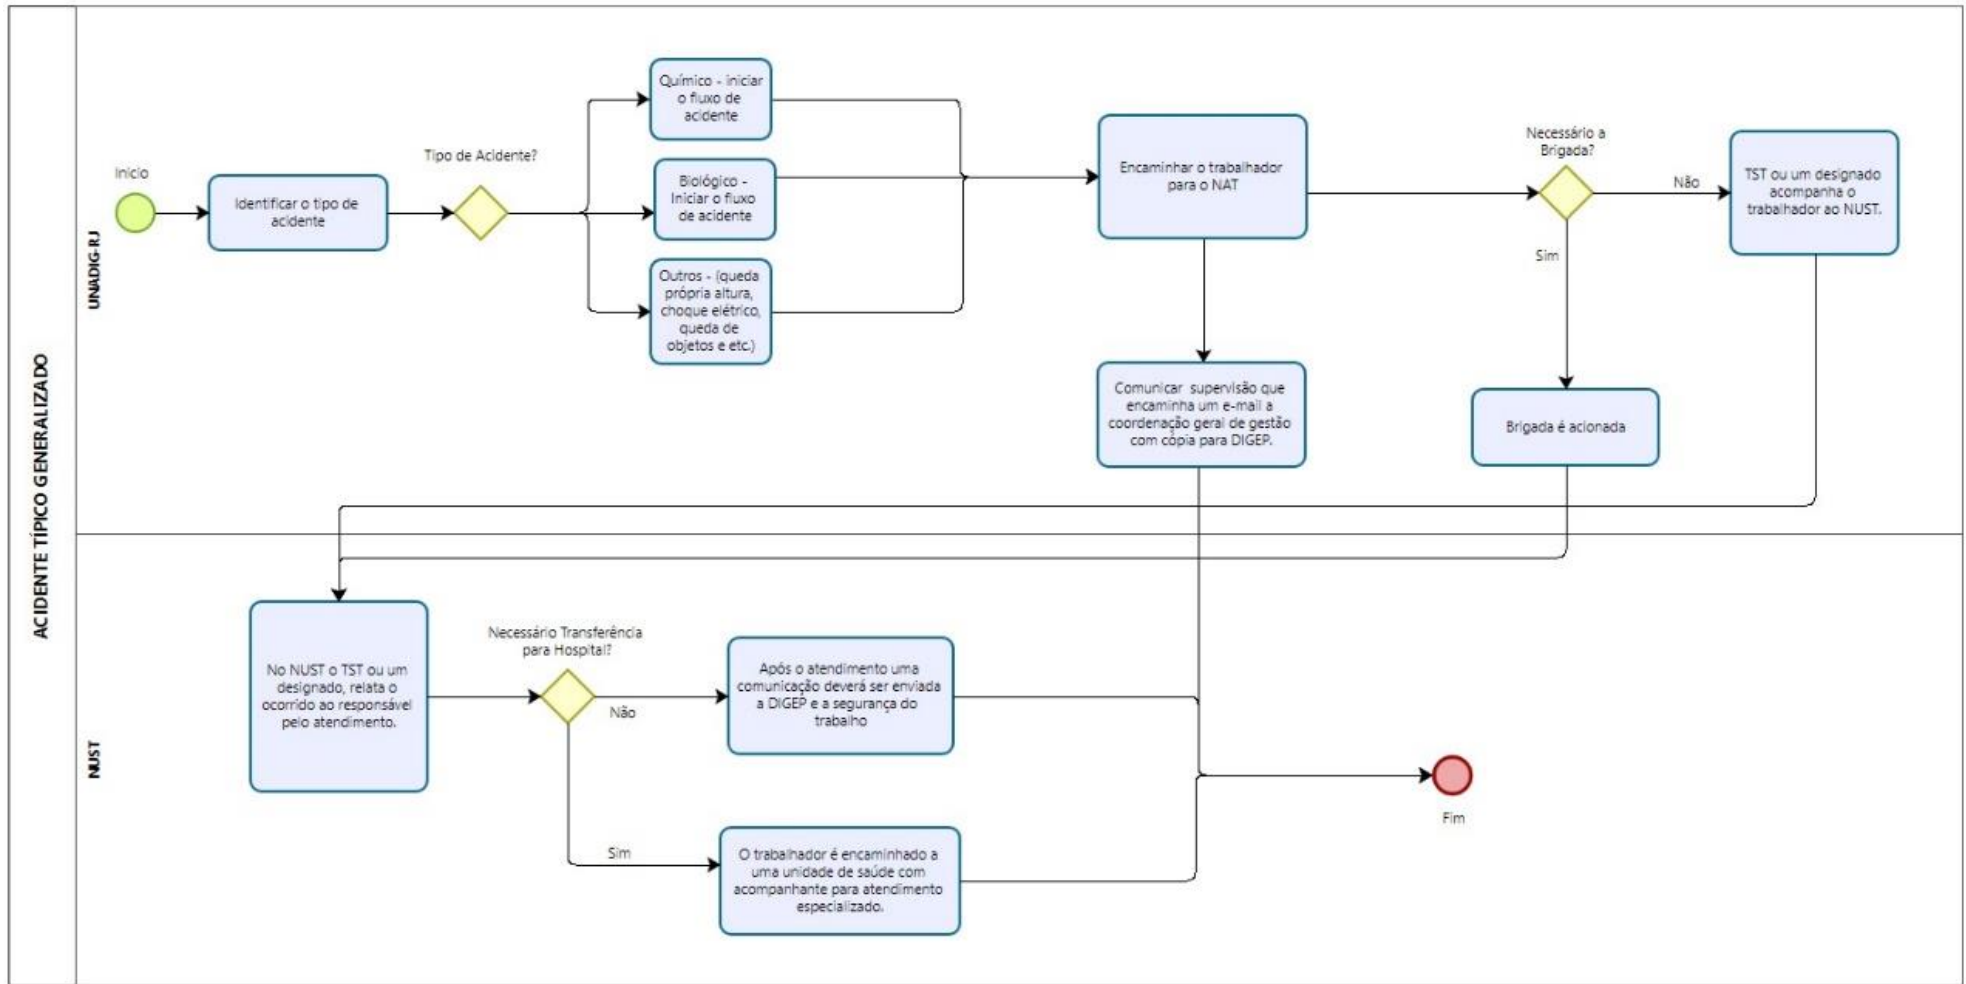 ACIDENTE TÍPICO GENERALIZADO
UNADIG-RJ
Início
Identificar o tipo de
acidente
Tipo de Acidente?
Químico - iniciar
o fluxo de
acidente
Biológico -
Iniciar o fluxo
de acidente
Outros - (queda
própria altura,
choque elétrico,
queda de
objetos e etc.)
Encaminhar o trabalhador
para o NAT
Necessário a
Brigada?
Não
Sim
TST ou um designado
acompanha o
trabalhador ao NUST.
Comunicar supervisão que
encaminha um e-mail a
coordenação geral de gestão
com cópia para DIGEP.
Brigada é acionada
NUST
No NUST o TST ou um
designado, relata o
ocorrido ao responsável
pelo atendimento.
Necessário Transferência
para Hospital?
Não
Sim
Após o atendimento uma
comunicação deverá ser enviada
a DIGEP e a segurança do
trabalho
O trabalhador é encaminhado a
uma unidade de saúde com
acompanhante para atendimento
especializado.
Fim